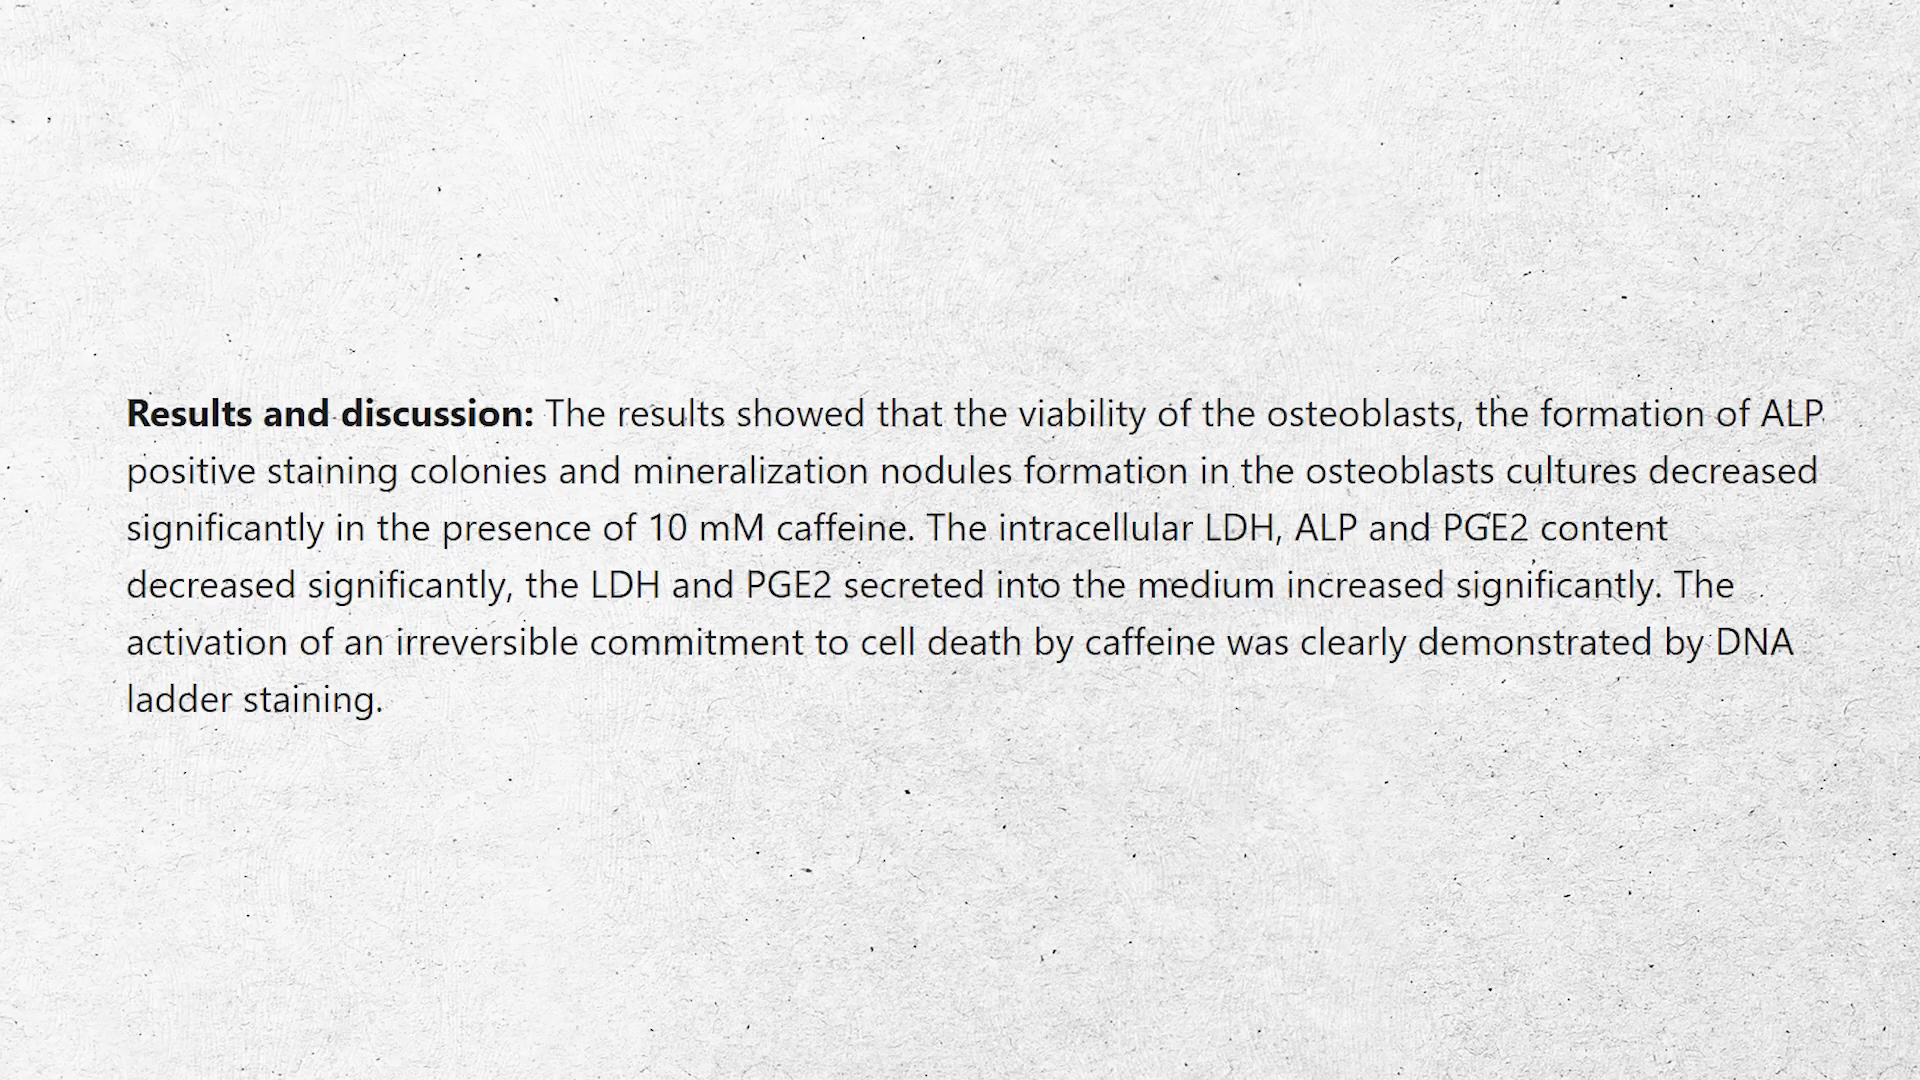 Results and discussion: The results showed that the viability of the osteoblasts, the formation of ALP
positive staining colonies and mineralization nodules formation in the osteoblasts cultures decreased
significantly in the presence of 10 mM caffeine. The intracellular LDH, ALP and PGE2 content
decreased significantly, the LDH and PGE2 secreted into the medium increased significantly. The
activation of an irreversible commitment to cell death by caffeine was clearly demonstrated by DNA
ladder staining.